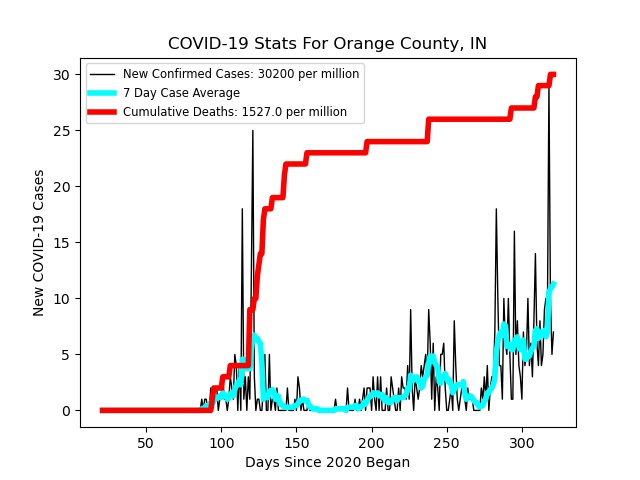 COVID-19 Stats For Orange County, IN
New Confirmed Cases: 30200 per million
7 Day Case Average
Cumulative Deaths: 1527.0 per million
New COVID-19 Cases
30
25
20
15
10
5
0
50 100 150 200 250 300
Days Since 2020 Began